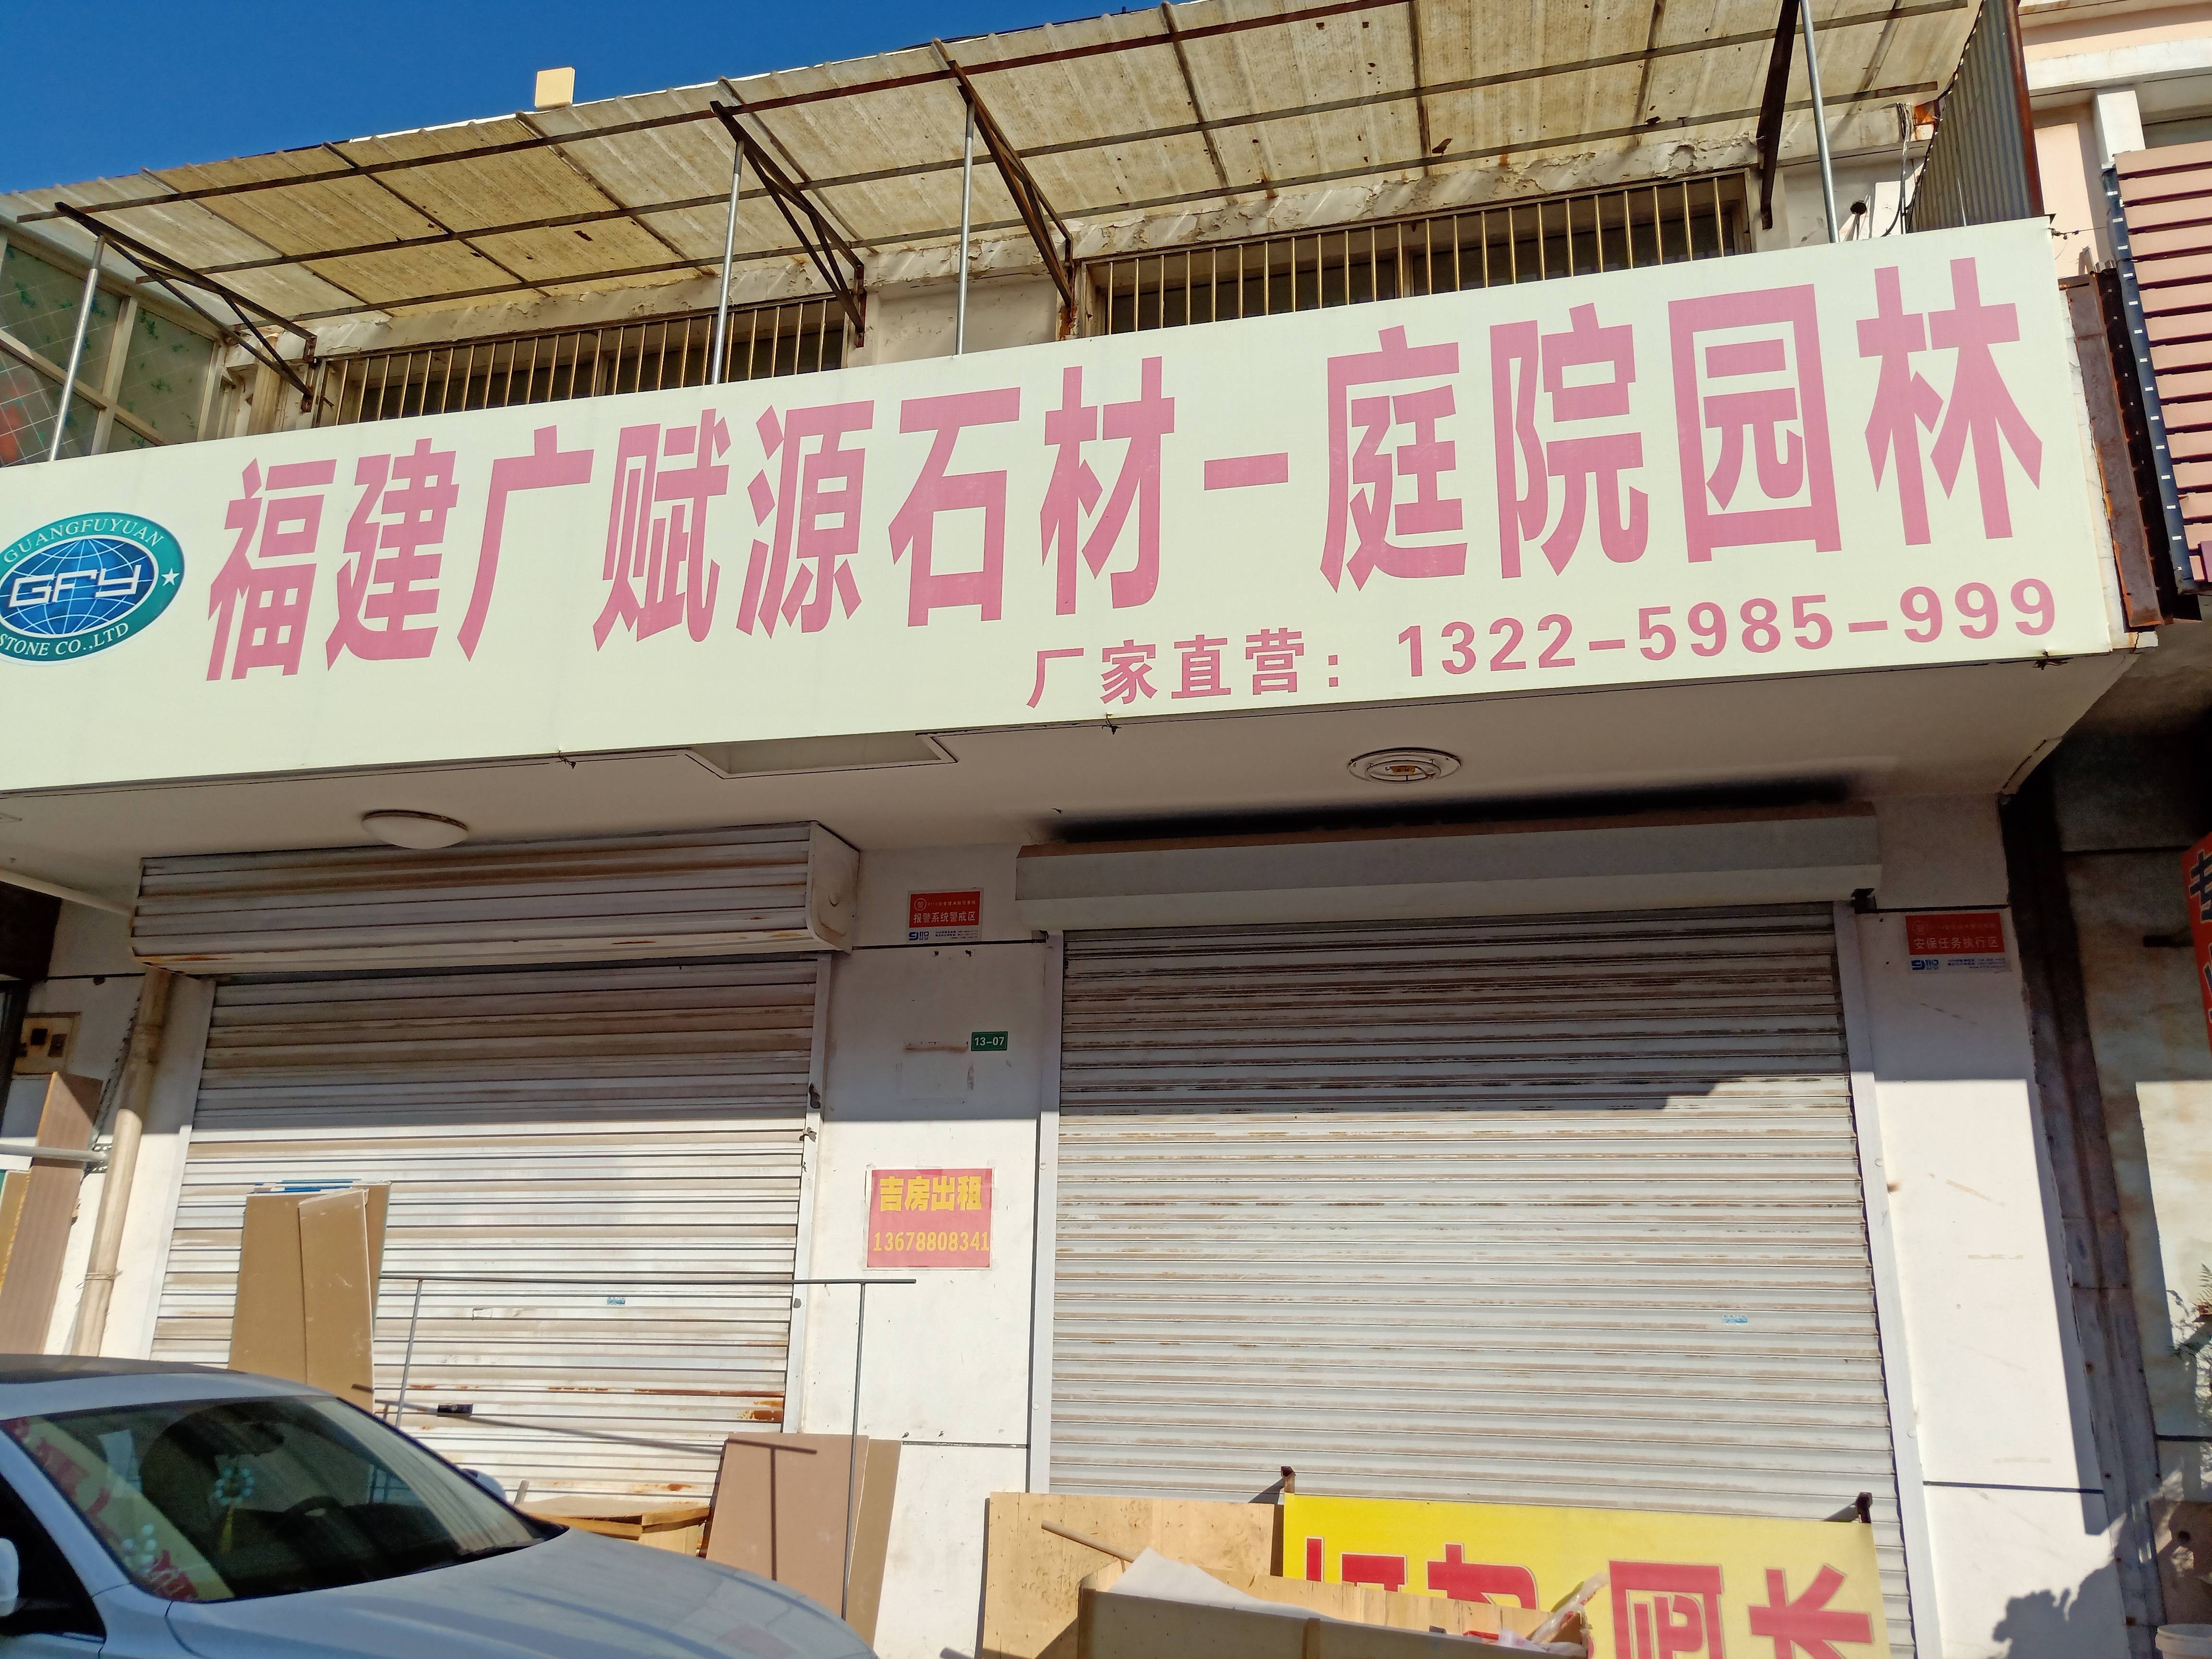 GUANGFUYUAN
GFY
STONE CO.,LTD
福建广赋源石材-庭院园林
厂家直营：1322-5985-999
报警系统警戒区
安保任务执行区
13-07
吉房出租
13678808341